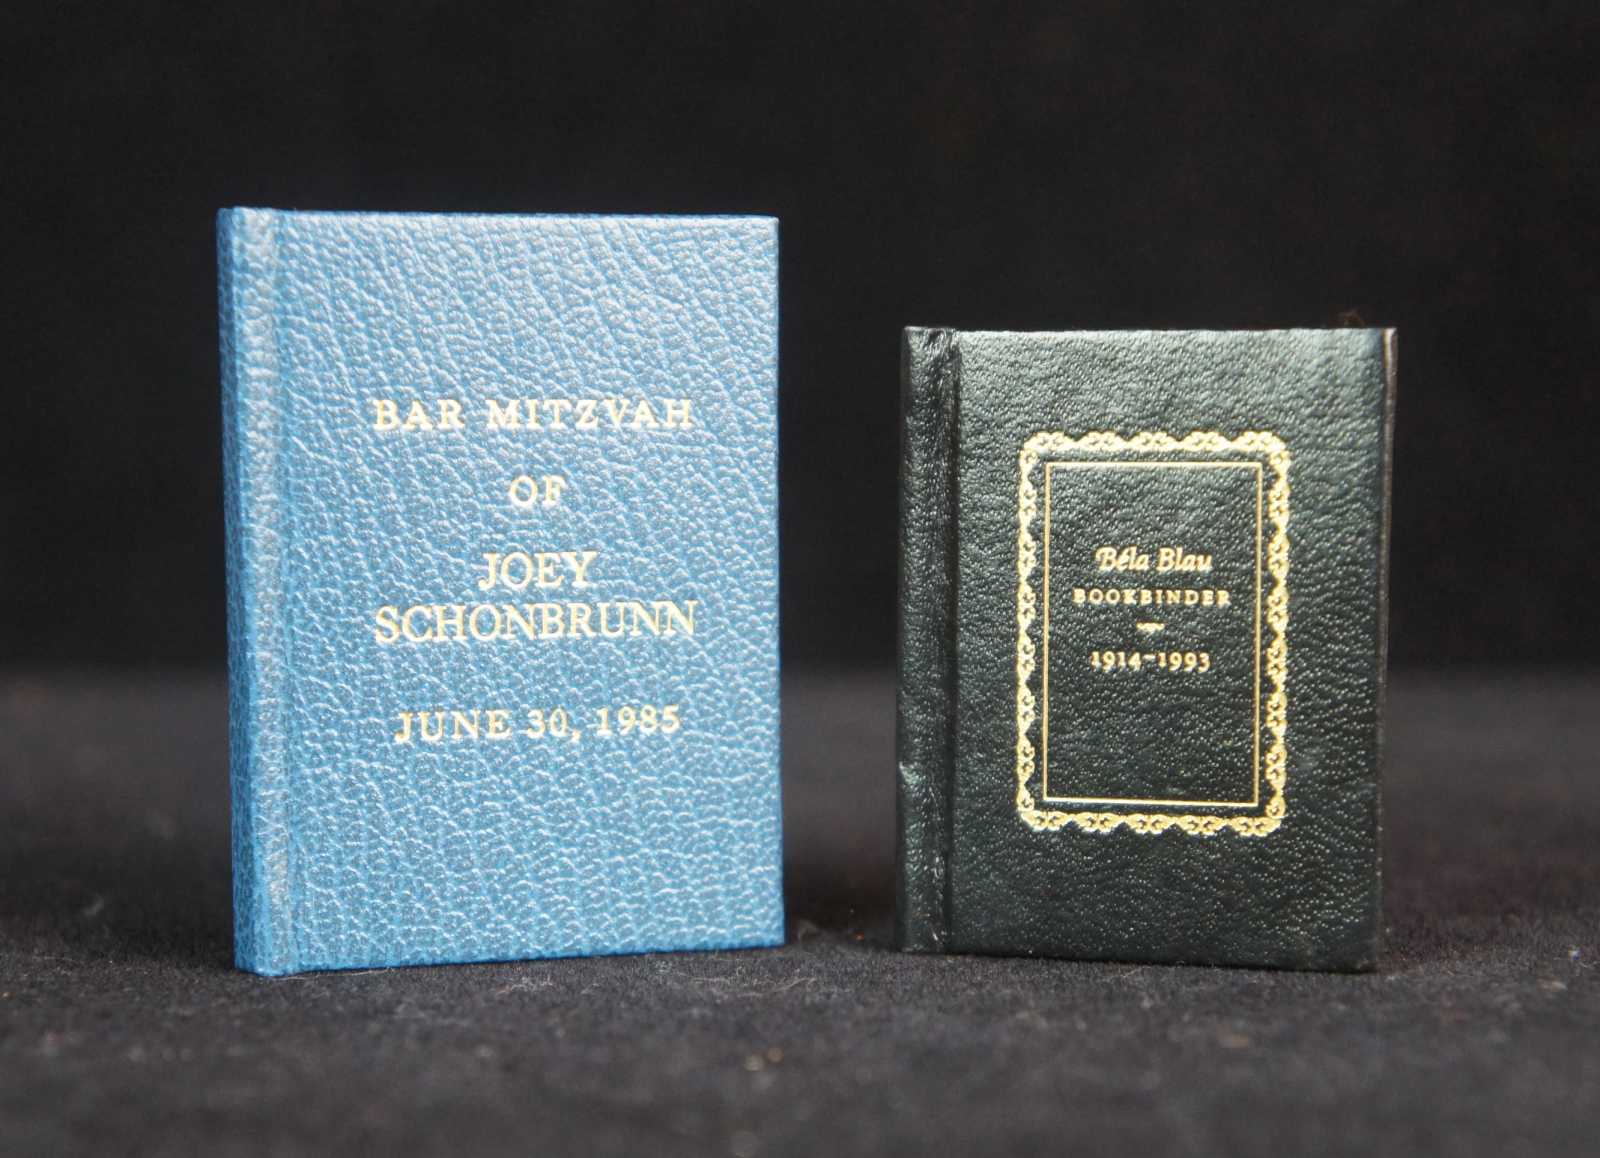 BAR MITZVAH
OF
JOEY
SCHONBRUNN
JUNE 30, 1985
Béla Blau
BOOKBINDER
1914-1993